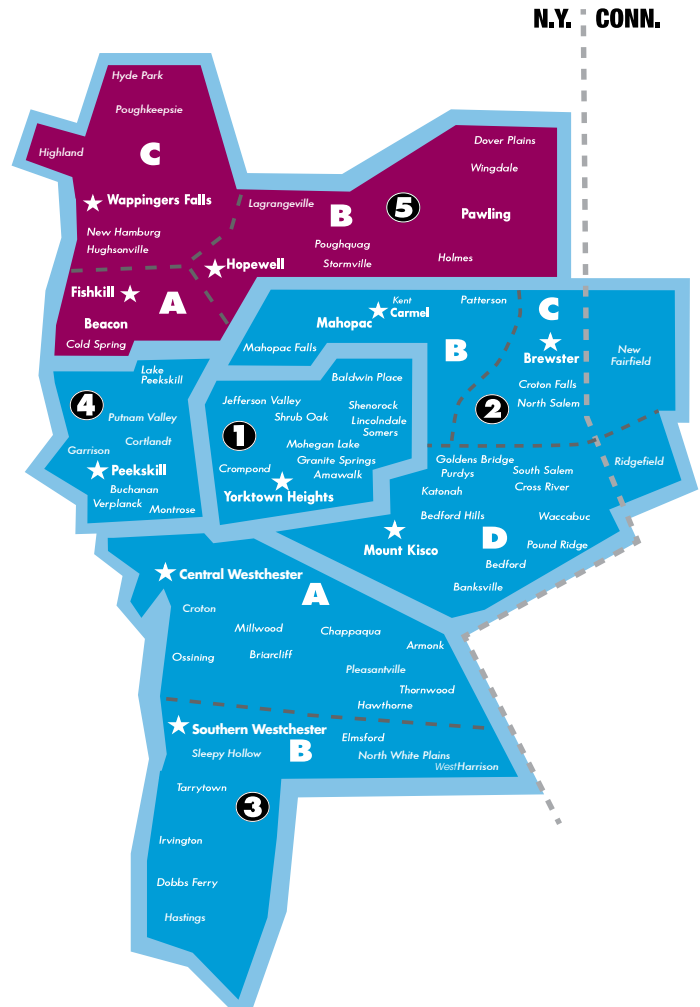 N.Y. CONN.
Hyde Park
Poughkeepsie
Highland
C
Wappingers Falls
New Hamburg
Hughsonville
Dover Plains
Wingdale
Lagrangeville
B
5
Pawling
Poughquag
Stormville
Holmes
Hopewell
Fishkill
A
Beacon
Cold Spring
Kent
Carmel
Patterson
Mahopac
Mahopac Falls
B
C
Brewster
New
Fairfield
Croton Falls
North Salem
2
Lake
Peekskill
4
Putnam Valley
Cortlandt
Garrison
Peekskill
Buchanan
Verplanck
Montrose
Baldwin Place
Jefferson Valley
Shrub Oak
Shenorock
Lincolndale
Somers
1
Mohegan Lake
Granite Springs
Amawalk
Crompond
Yorktown Heights
Goldens Bridge
Purdys
South Salem
Cross River
Ridgefield
Katonah
Bedford Hills
Waccabuc
Mount Kisco
D
Pound Ridge
Bedford
Banksville
Central Westchester
A
Croton
Millwood
Chappaqua
Armonk
Ossining
Briarcliff
Pleasantville
Thornwood
Hawthorne
Southern Westchester
Sleepy Hollow
B
Elmsford
North White Plains
WestHarrison
Tarrytown
3
Irvington
Dobbs Ferry
Hastings